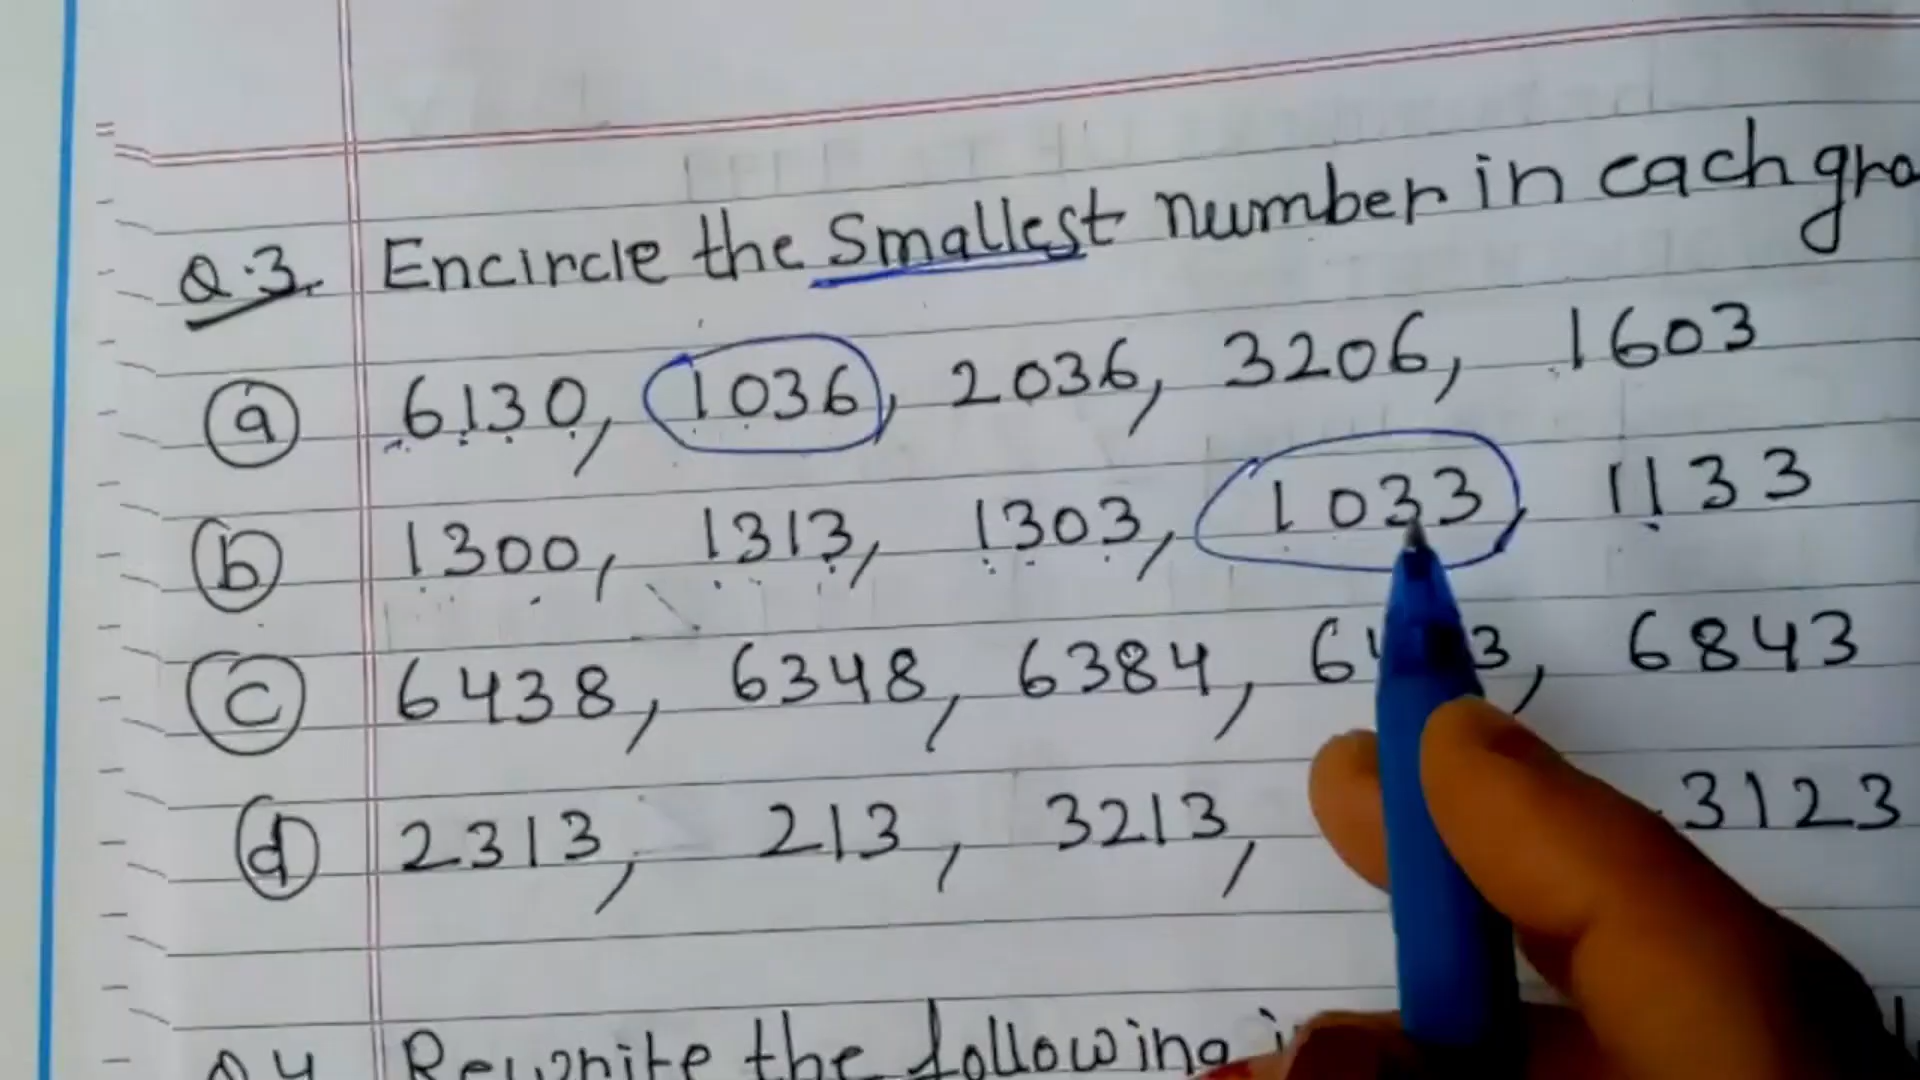 Q.3. Encircle the Smallest number in each
ⓐ 6130, 1036, 2036, 3206, 1603
ⓑ 1300, 1313, 1303, 1033, 1133
ⓒ 6438, 6348, 6384, 6843
ⓓ 2313, 213, 3213, 3123
Q4 Rewrite the following